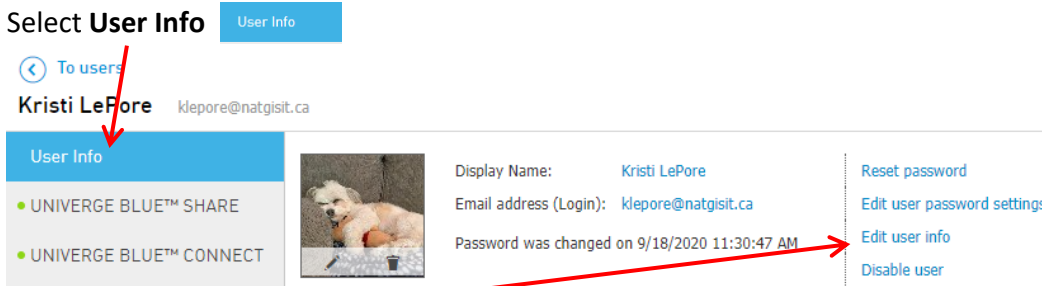 Select User Info User Info
To users
Kristi LePore klepore@natgisit.ca
User Info
UNIVERGE BLUE™ SHARE
UNIVERGE BLUE™ CONNECT
Display Name: Kristi LePore
Email address (Login): klepore@natgisit.ca
Password was changed on 9/18/2020 11:30:47 AM
Reset password
Edit user password settings
Edit user info
Disable user